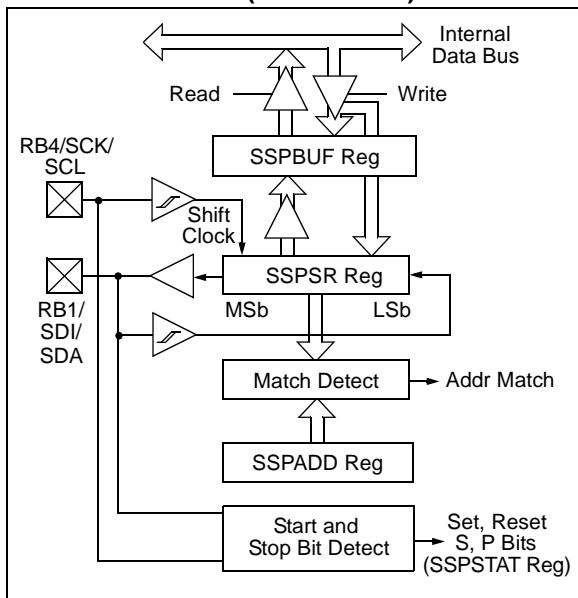 Internal
Data Bus
Read
Write
RB4/SCK/
SCL
SSPBUF Reg
Shift
Clock
SSPSR Reg
MSb
LSb
RB1/
SDI/
SDA
Match Detect
Addr Match
SSPADD Reg
Start and
Stop Bit Detect
Set, Reset
S, P Bits
(SSPSTAT Reg)